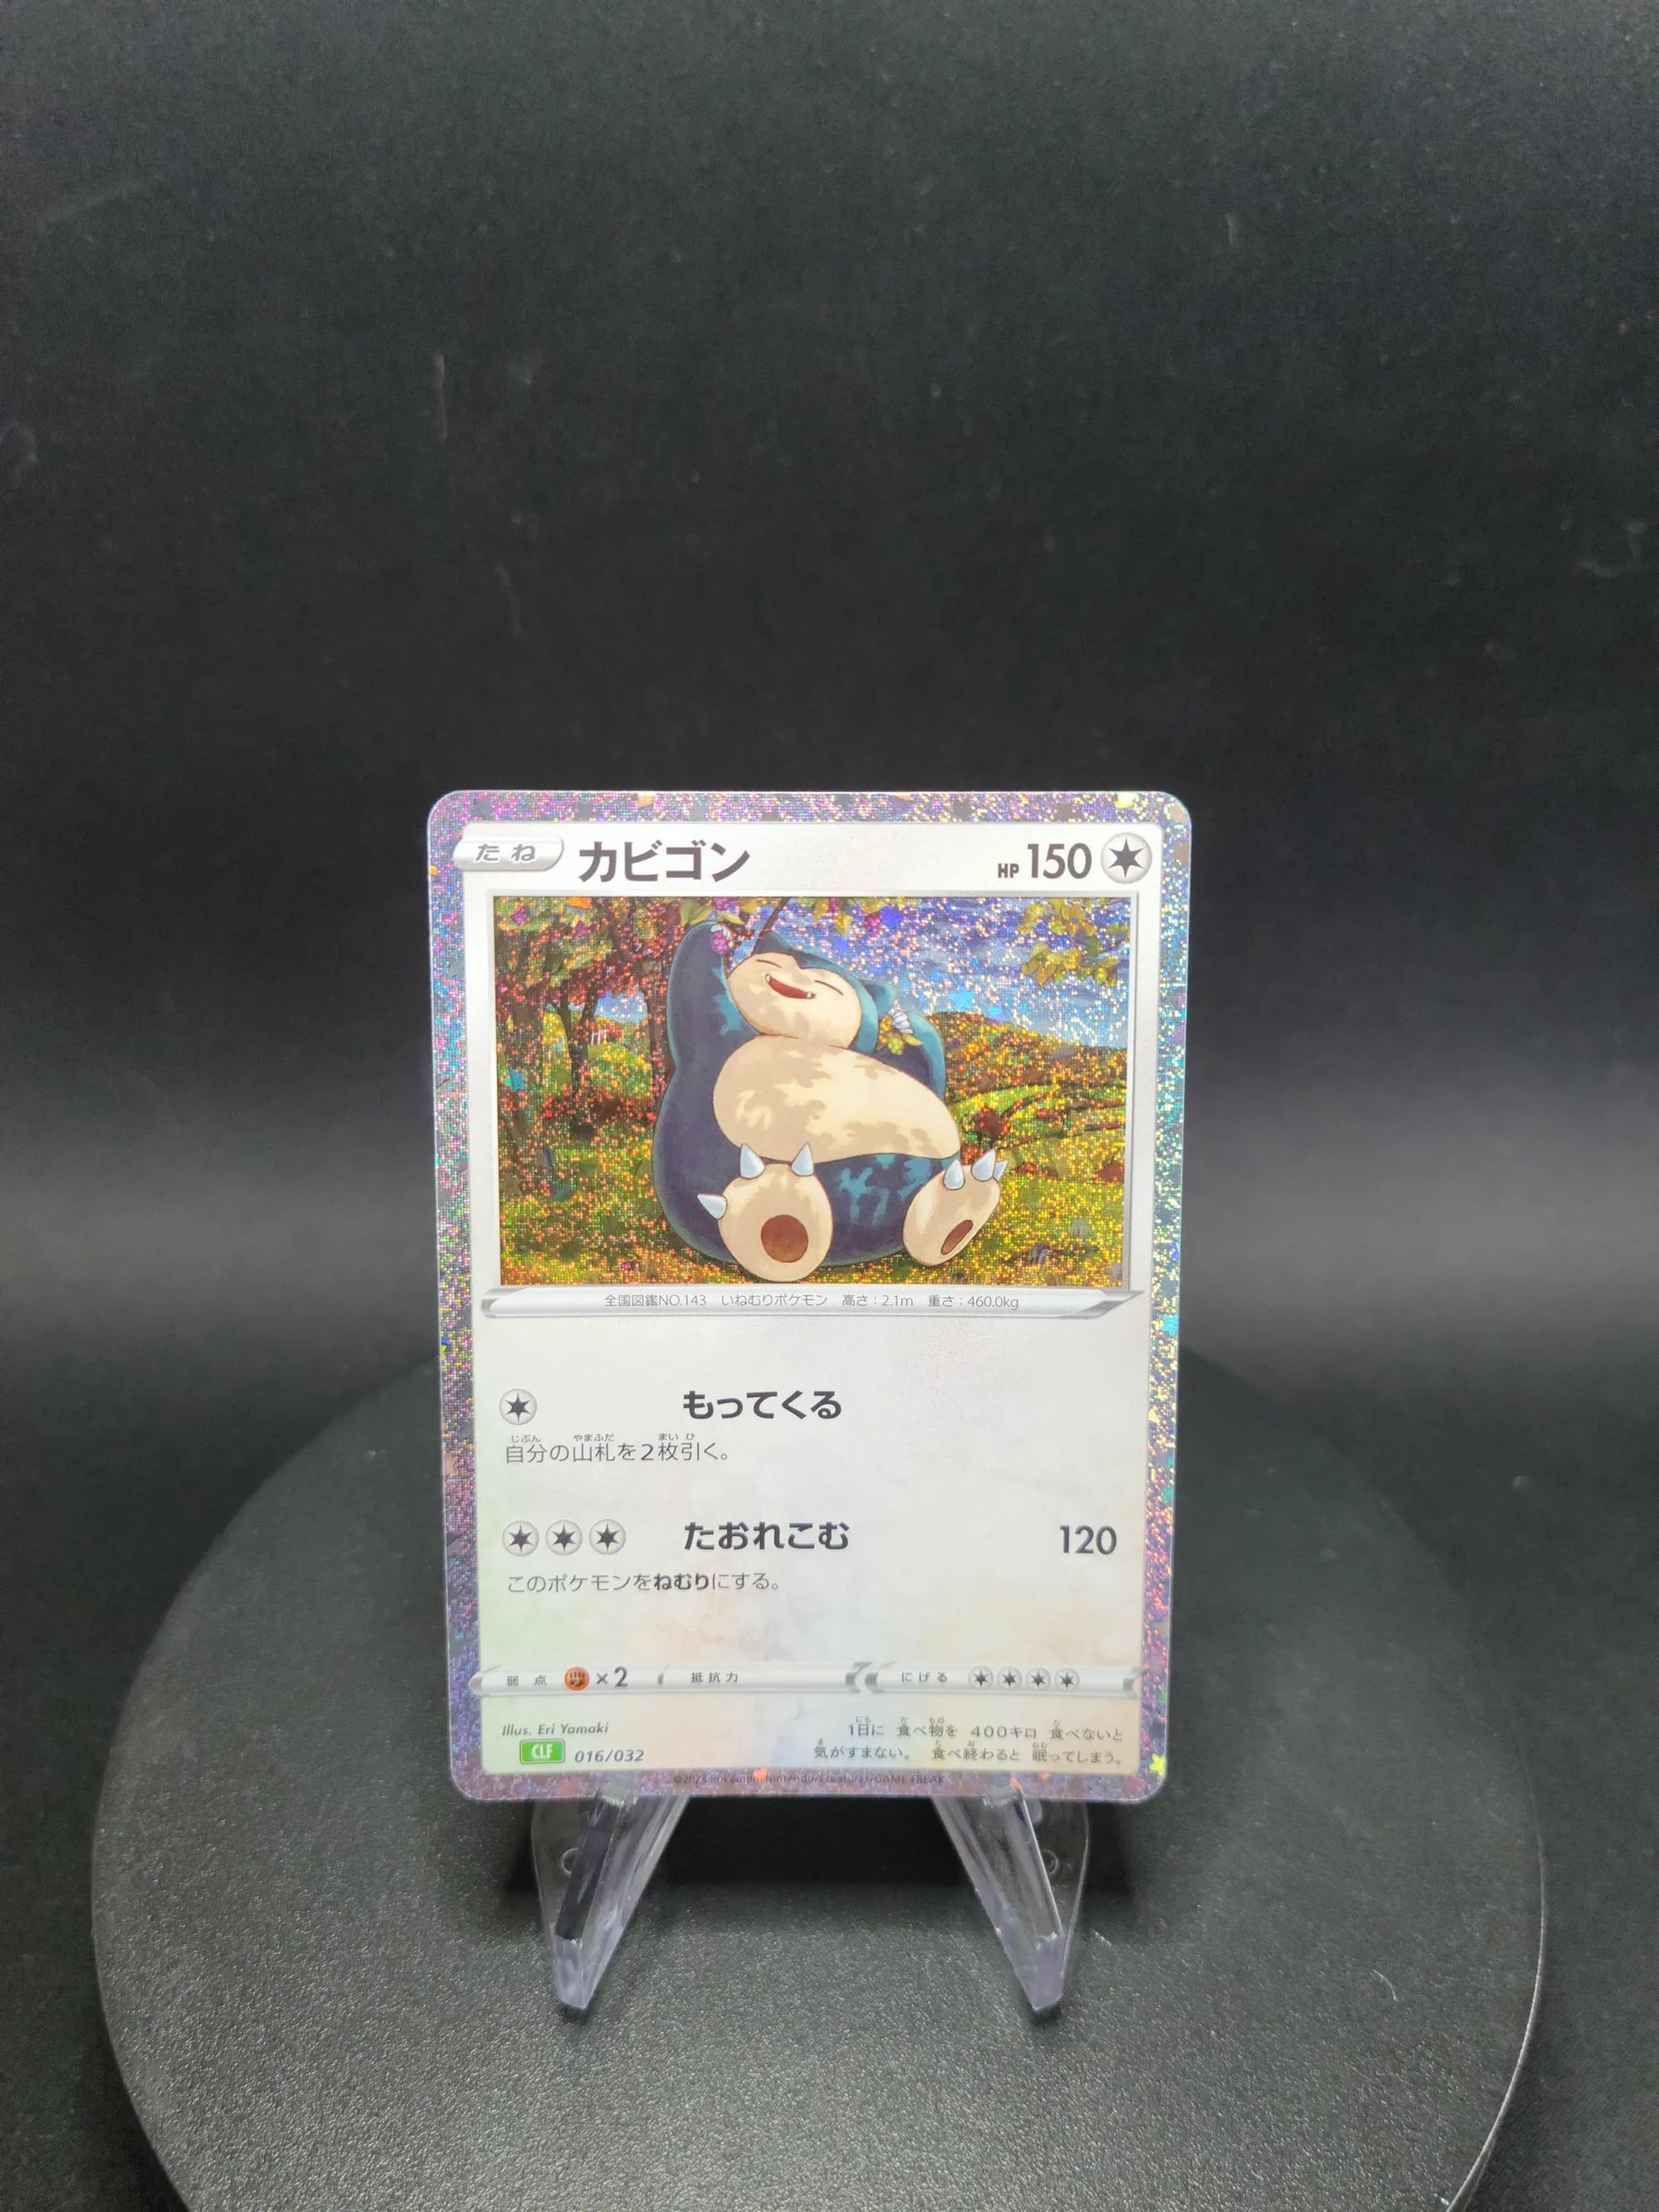 たね カビゴン HP 150
全国図鑑NO.143 いねむりポケモン 高さ:2.1m 重さ:460.0kg
もってくる
自分の山札を2枚引く。
たおれこむ 120
このポケモンをねむりにする。
弱点 ×2 抵抗力 にげる
Illus. Eri Yamaki
CLF 016/032
1日に 食べ物を 400キロ 食べないと
気がすまない。 食べ終わると 眠ってしまう。
©2023 Pokémon/Nintendo/Creatures/GAME FREAK